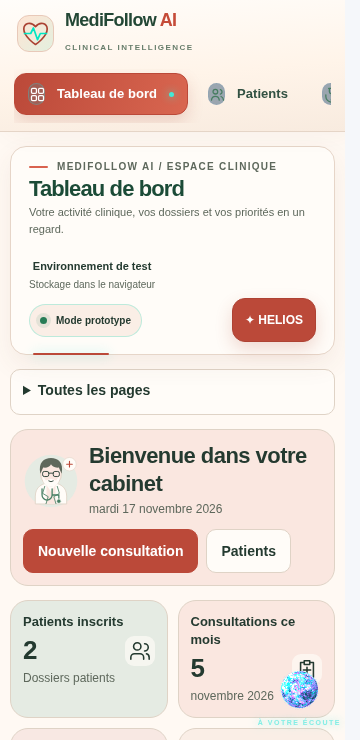 MediFollow AI
CLINICAL INTELLIGENCE
Tableau de bord
Patients
MEDIFOLLOW AI / ESPACE CLINIQUE
Tableau de bord
Votre activité clinique, vos dossiers et vos priorités en un
regard.
Environnement de test
Stockage dans le navigateur
Mode prototype
✦ HELIOS
Toutes les pages
Bienvenue dans votre
cabinet
mardi 17 novembre 2026
Nouvelle consultation
Patients
Patients inscrits
2
Dossiers patients
Consultations ce
mois
5
novembre 2026
À VOTRE ÉCOUTE